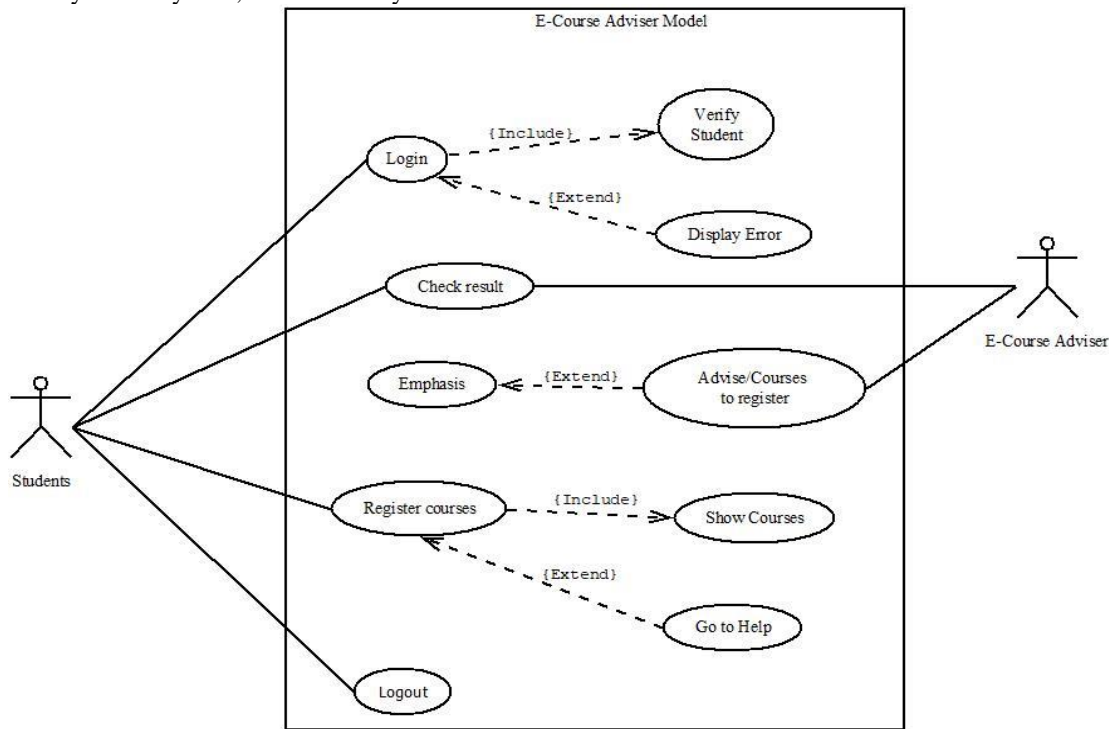 E-Course Adviser Model
Verify
Student
{Include}
Login
{Extend}
Display Error
Check result
E-Course Adviser
Emphasis
{Extend}
Advise/Courses
to register
Students
Register courses
{Include}
Show Courses
{Extend}
Go to Help
Logout